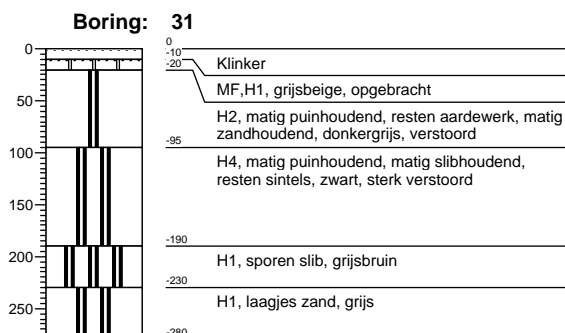 Boring: 31
0
0
-10
-20
Klinker
MF,H1, grijsbeige, opgebracht
50
H2, matig puinhoudend, resten aardewerk, matig
zandhoudend, donkergrijs, verstoord
-95
100
H4, matig puinhoudend, matig slibhoudend,
resten sintels, zwart, sterk verstoord
150
-190
200
H1, sporen slib, grijsbruin
-230
250
H1, laagjes zand, grijs
-280